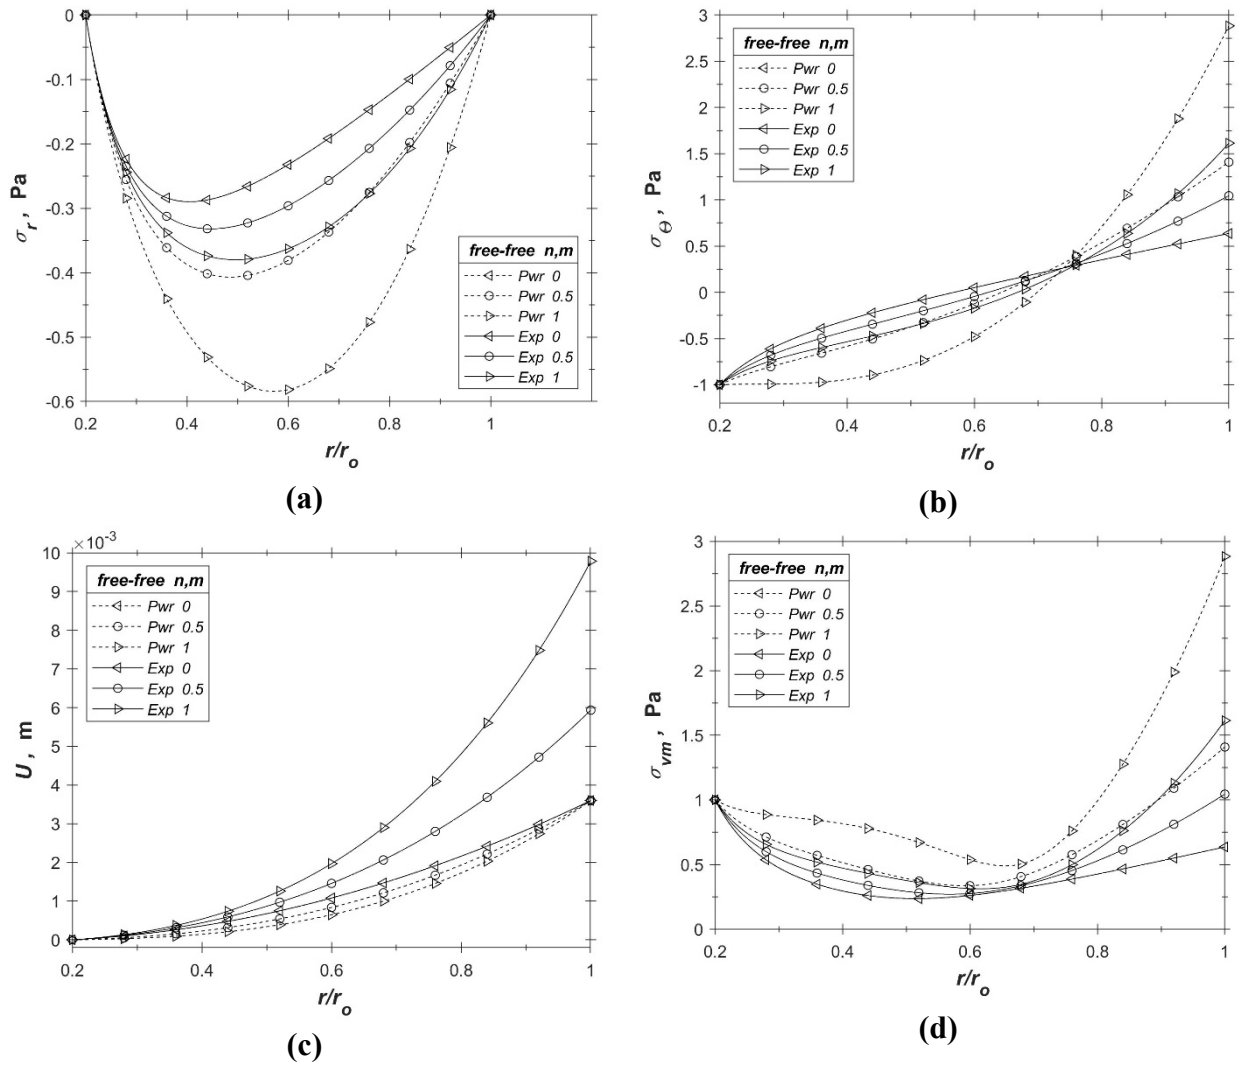 (a)
0
-0.1
-0.2
-0.3
-0.4
-0.5
-0.6
σr, Pa
0.2
0.4
0.6
0.8
1
r/ro
free-free n,m
Pwr 0
Pwr 0.5
Pwr 1
Exp 0
Exp 0.5
Exp 1
(b)
3
2.5
2
1.5
1
0.5
0
-0.5
-1
σΘ, Pa
0.2
0.4
0.6
0.8
1
r/ro
free-free n,m
Pwr 0
Pwr 0.5
Pwr 1
Exp 0
Exp 0.5
Exp 1
(c)
×10-3
10
9
8
7
6
5
4
3
2
1
0
U, m
0.2
0.4
0.6
0.8
1
r/ro
free-free n,m
Pwr 0
Pwr 0.5
Pwr 1
Exp 0
Exp 0.5
Exp 1
(d)
3
2.5
2
1.5
1
0.5
0
σvm, Pa
0.2
0.4
0.6
0.8
1
r/ro
free-free n,m
Pwr 0
Pwr 0.5
Pwr 1
Exp 0
Exp 0.5
Exp 1